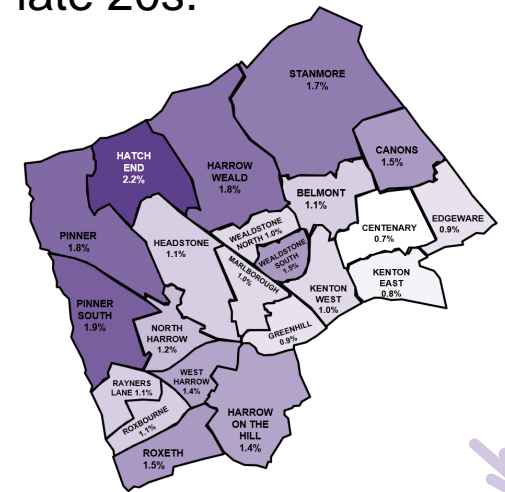 late 20s.
STANMORE
1.7%
HATCH
END
2.2%
HARROW
WEALD
1.8%
CANONS
1.5%
BELMONT
1.1%
PINNER
1.8%
HEADSTONE
1.1%
WEALDSTONE
NORTH 1.0%
WEALDSTONE
SOUTH
1.5%
CENTENARY
0.7%
EDGEWARE
0.9%
MARLBOROUGH
1.0%
KENTON
EAST
0.8%
KENTON
WEST
1.0%
PINNER
SOUTH
1.9%
NORTH
HARROW
1.2%
GREENHILL
0.9%
RAYNERS
LANE 1.1%
WEST
HARROW
1.4%
ROXBOURNE
1.1%
HARROW
ON THE
HILL
1.4%
ROXETH
1.5%